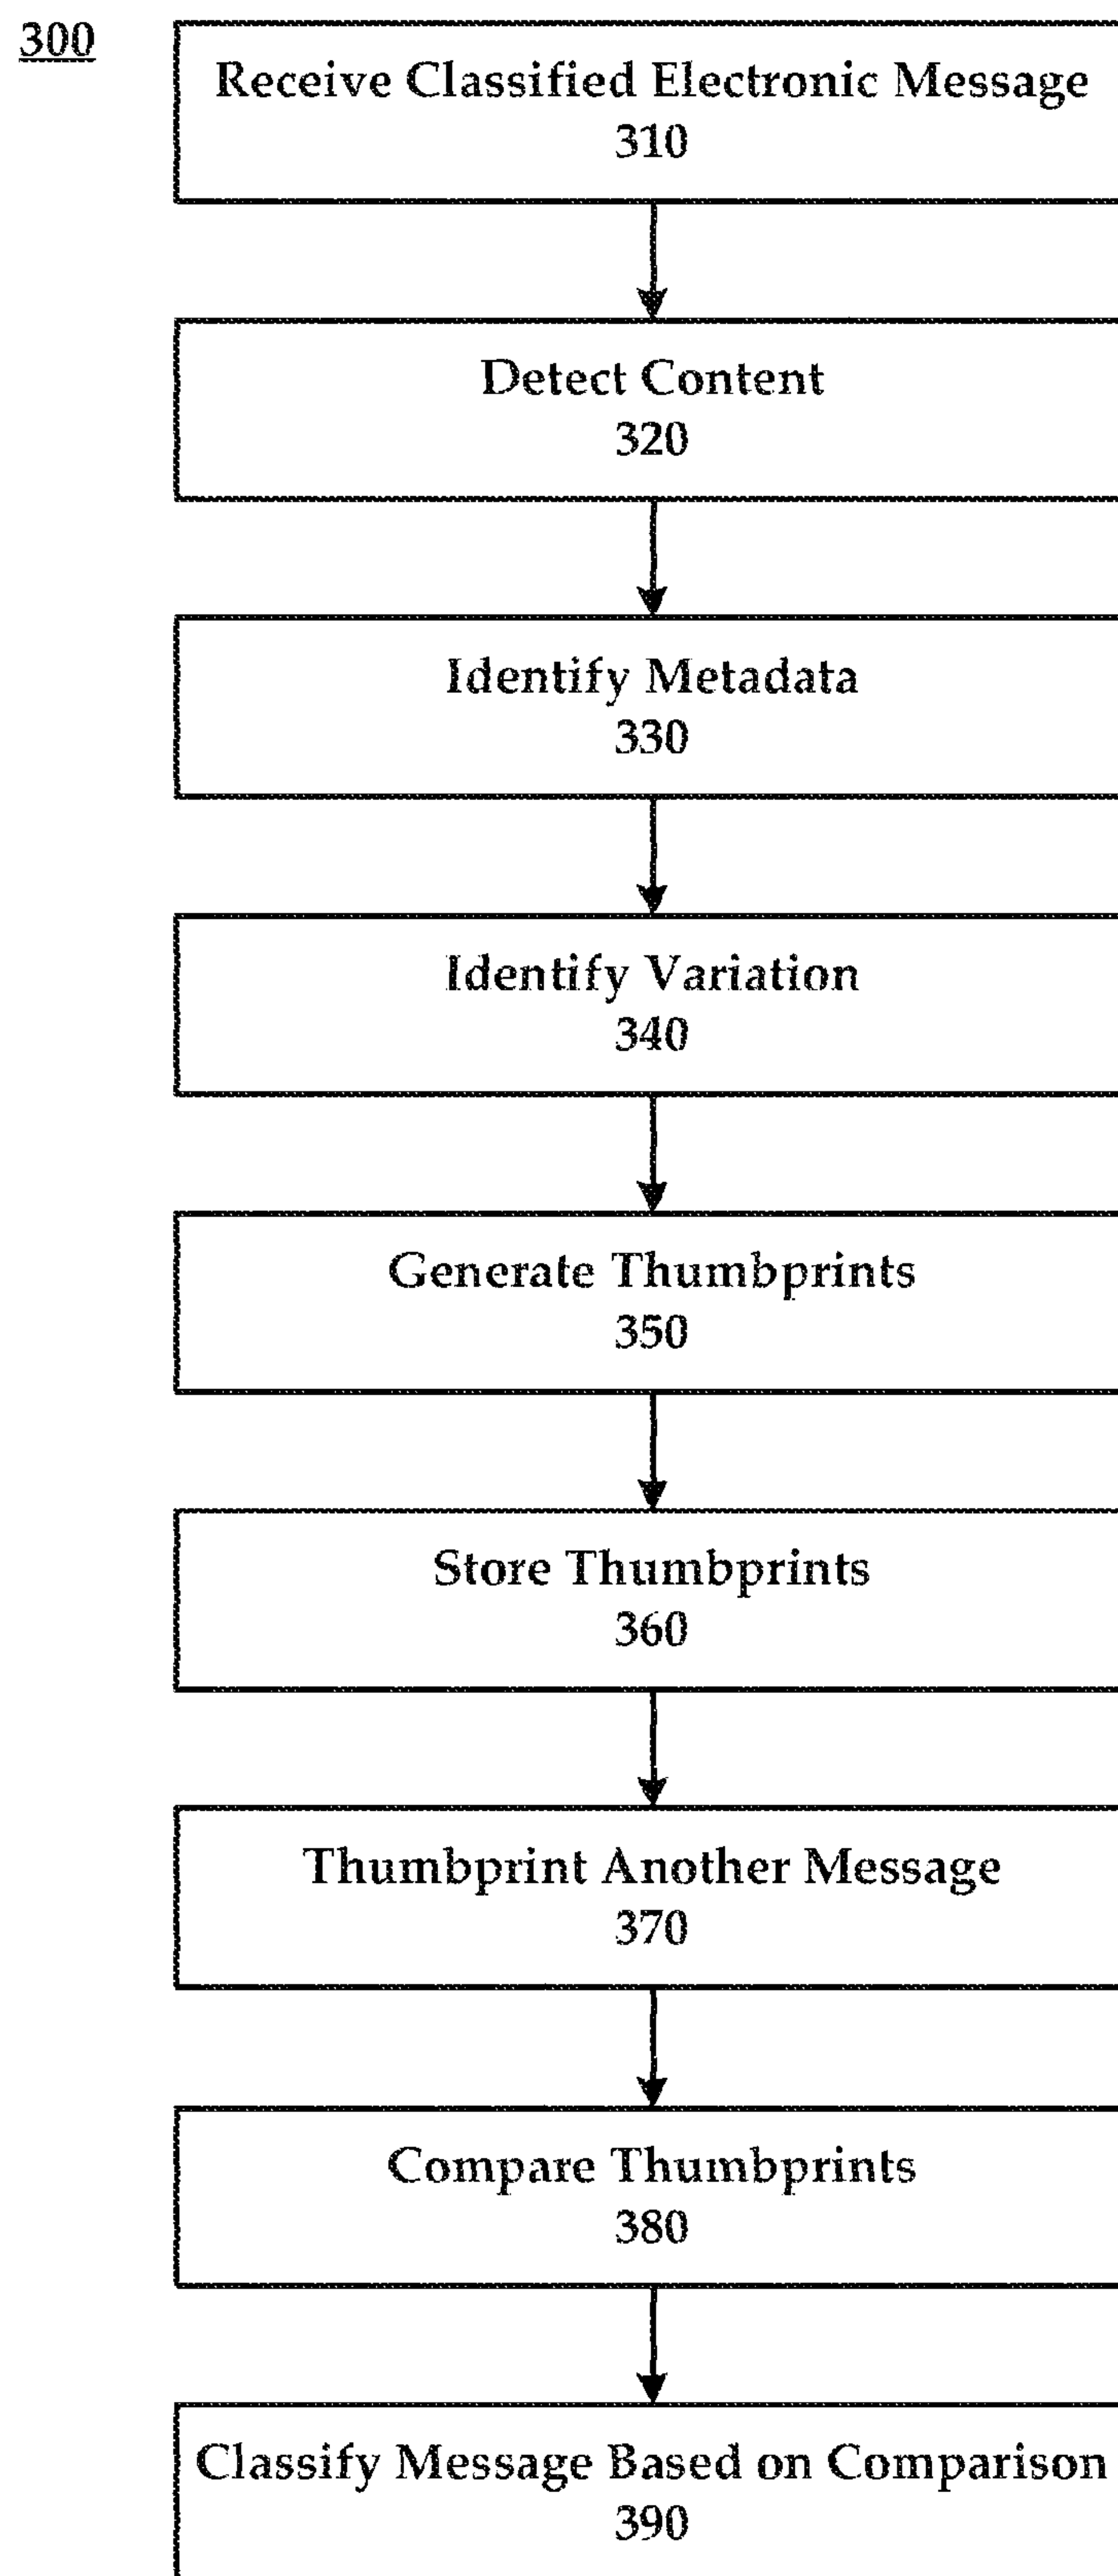 300
Receive Classified Electronic Message
310
Detect Content
320
Identify Metadata
330
Identify Variation
340
Generate Thumbprints
350
Store Thumbprints
360
Thumbprint Another Message
370
Compare Thumbprints
380
Classify Message Based on Comparison
390